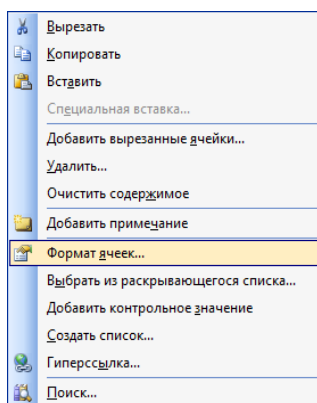 Вырезать
Копировать
Вставить
Специальная вставка...
Добавить вырезанные ячейки...
Удалить...
Очистить содержимое
Добавить примечание
Формат ячеек...
Выбрать из раскрывающегося списка...
Добавить контрольное значение
Создать список...
Гиперссылка...
Поиск...